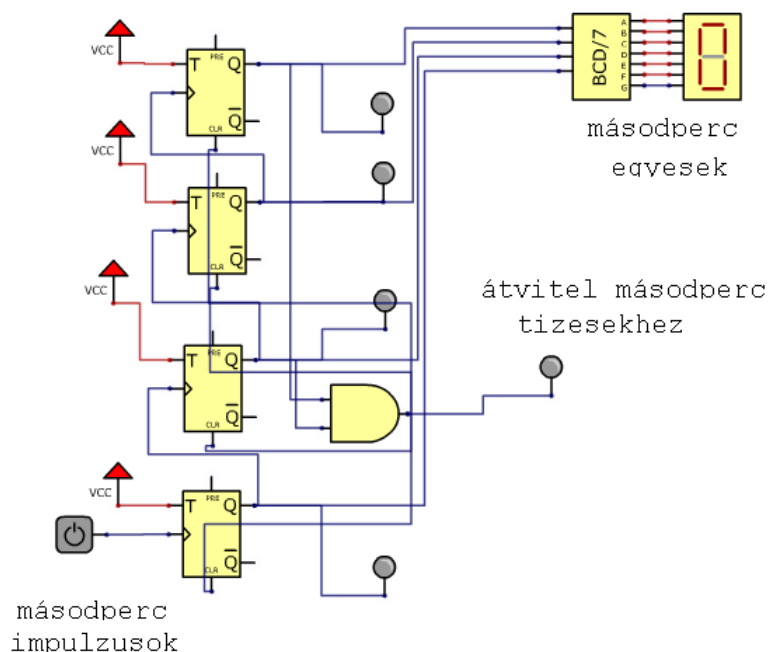 VCC
T
PRE
Q
CLR
Q
BCD/7
A
B
C
D
E
F
G
8
másodperc
egyesek
VCC
T
PRE
Q
CLR
Q
VCC
T
PRE
Q
CLR
Q
átvitel másodperc
tizesekhez
VCC
T
PRE
Q
CLR
Q
másodperc
impulzusok